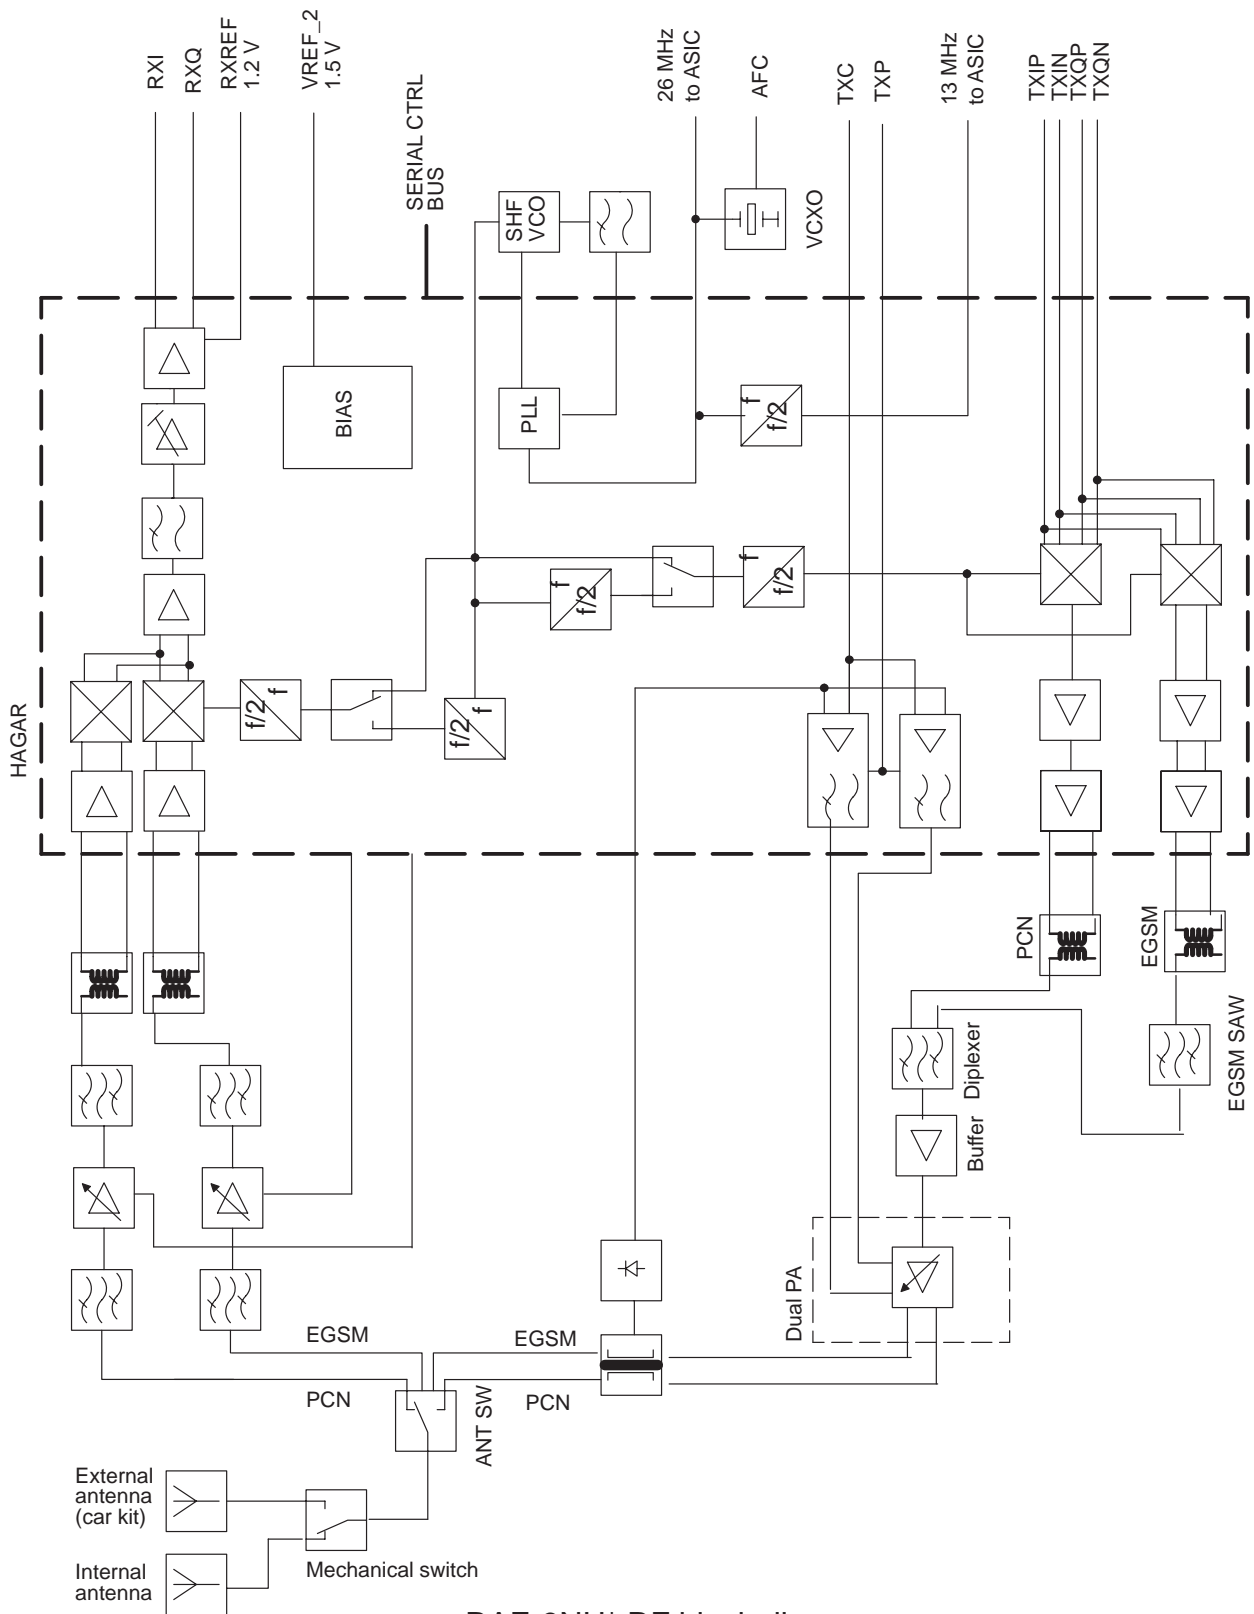 RXI
RXQ
RXREF
1.2 V
VREF_2
1.5 V
SERIAL CTRL
BUS
26 MHz
to ASIC
AFC
TXC
TXP
13 MHz
to ASIC
TXIP
TXIN
TXQP
TXQN
SHF
VCO
VCXO
BIAS
PLL
f
f/2
f
f/2
f
f/2
f/2
f
f/2
f
HAGAR
PCN
EGSM
Diplexer
EGSM SAW
Buffer
Dual PA
EGSM
EGSM
PCN
PCN
ANT SW
External
antenna
(car kit)
Internal
antenna
Mechanical switch